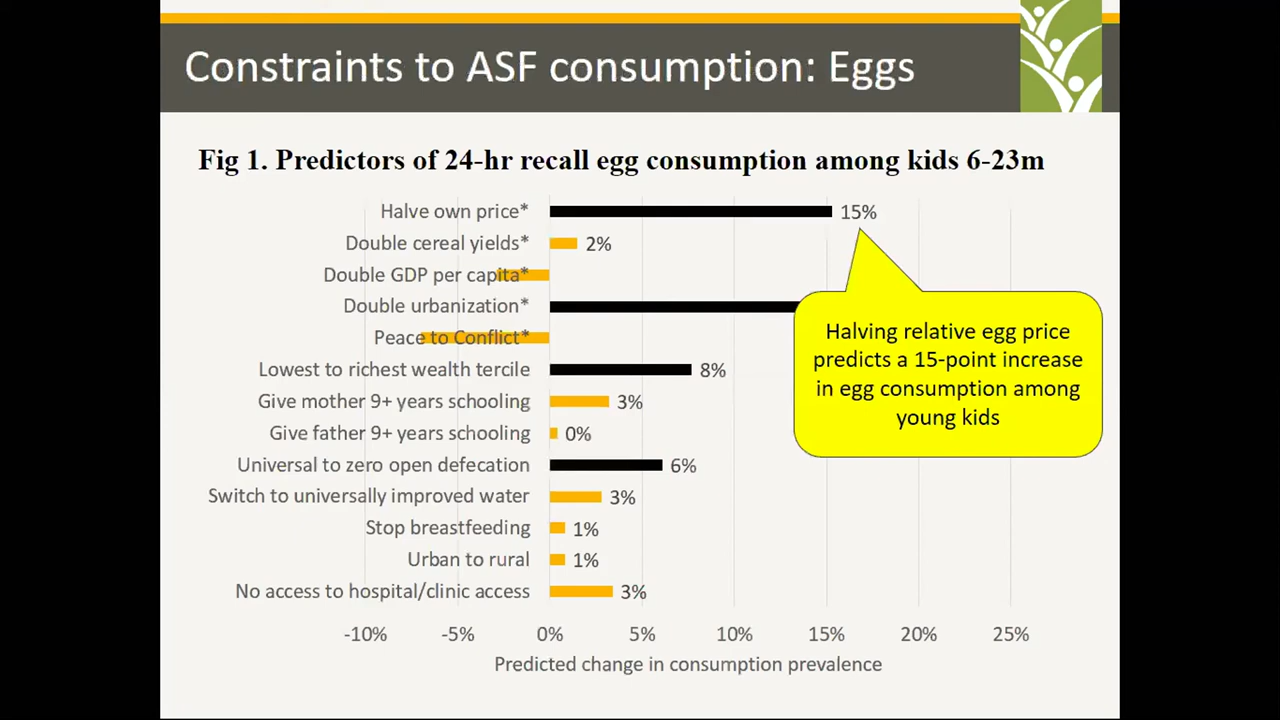 Constraints to ASF consumption: Eggs
Fig 1. Predictors of 24-hr recall egg consumption among kids 6-23m
Halve own price* 15%
Double cereal yields* 2%
Double GDP per capita*
Double urbanization*
Peace to Conflict*
Lowest to richest wealth tercile 8%
Give mother 9+ years schooling 3%
Give father 9+ years schooling 0%
Universal to zero open defecation 6%
Switch to universally improved water 3%
Stop breastfeeding 1%
Urban to rural 1%
No access to hospital/clinic access 3%
Halving relative egg price
predicts a 15-point increase
in egg consumption among
young kids
-10% -5% 0% 5% 10% 15% 20% 25%
Predicted change in consumption prevalence